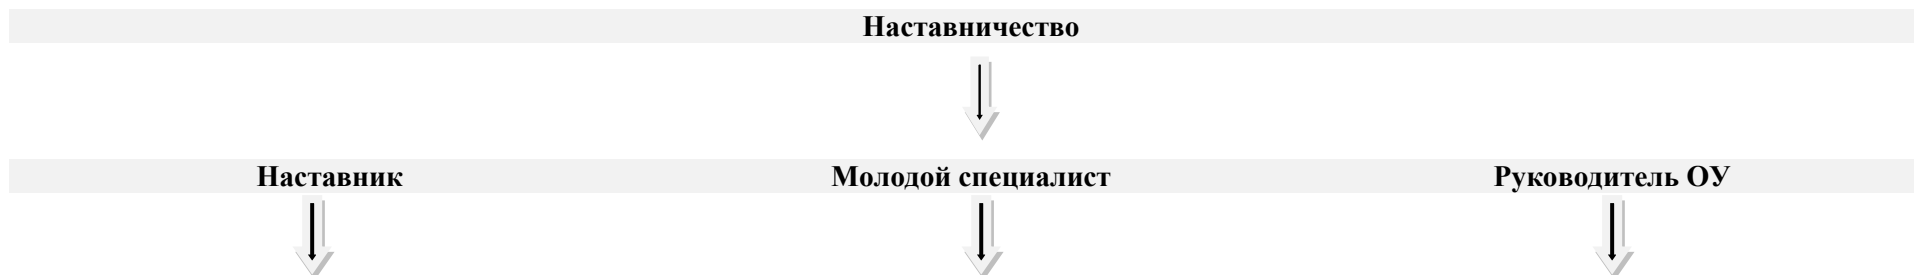 Наставничество
Наставник Молодой специалист Руководитель ОУ